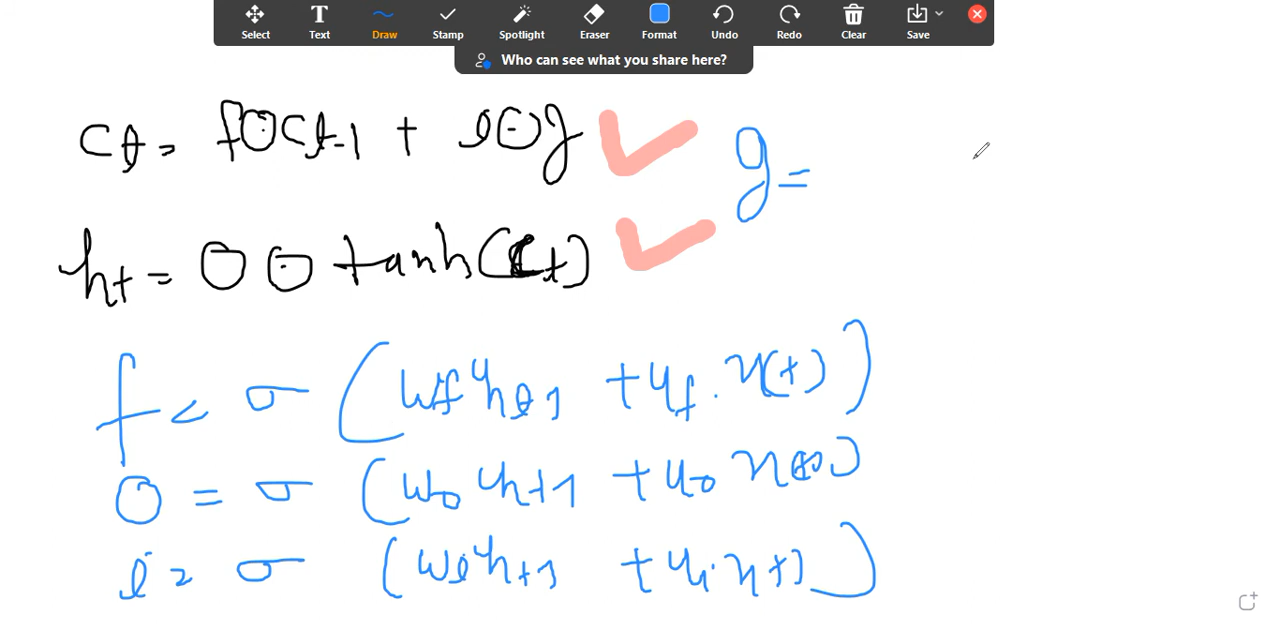 Select Text Draw Stamp Spotlight Eraser Format Undo Redo Clear Save
Who can see what you share here?
Ct = f⊙Ct-1 + i⊙g
g =
ht = o ⊙ tanh(Ct)
f = σ (Wf ht-1 + Uf . x(t))
o = σ (Wo ht-1 + Uo x(t))
i = σ (Wi ht-1 + Ui . xt)